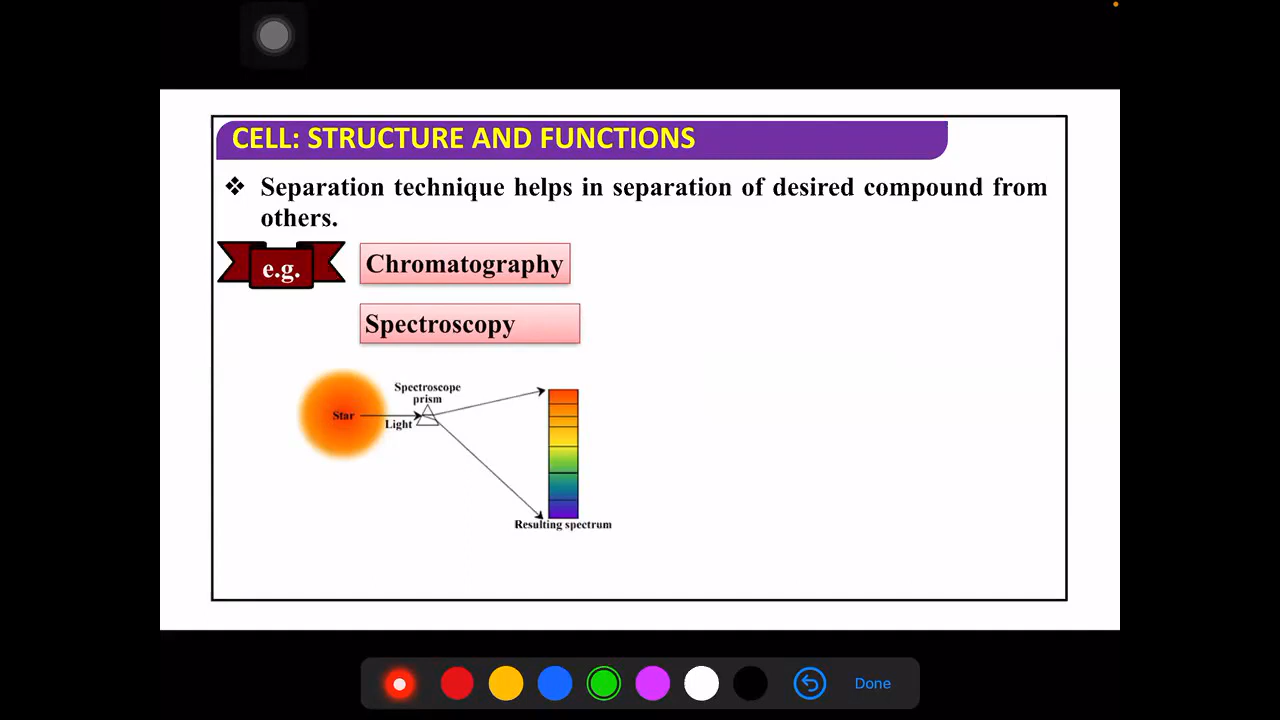 CELL: STRUCTURE AND FUNCTIONS
❖ Separation technique helps in separation of desired compound from
others.
e.g.
Chromatography
Spectroscopy
Spectroscope
prism
Star
Light
Resulting spectrum
Done